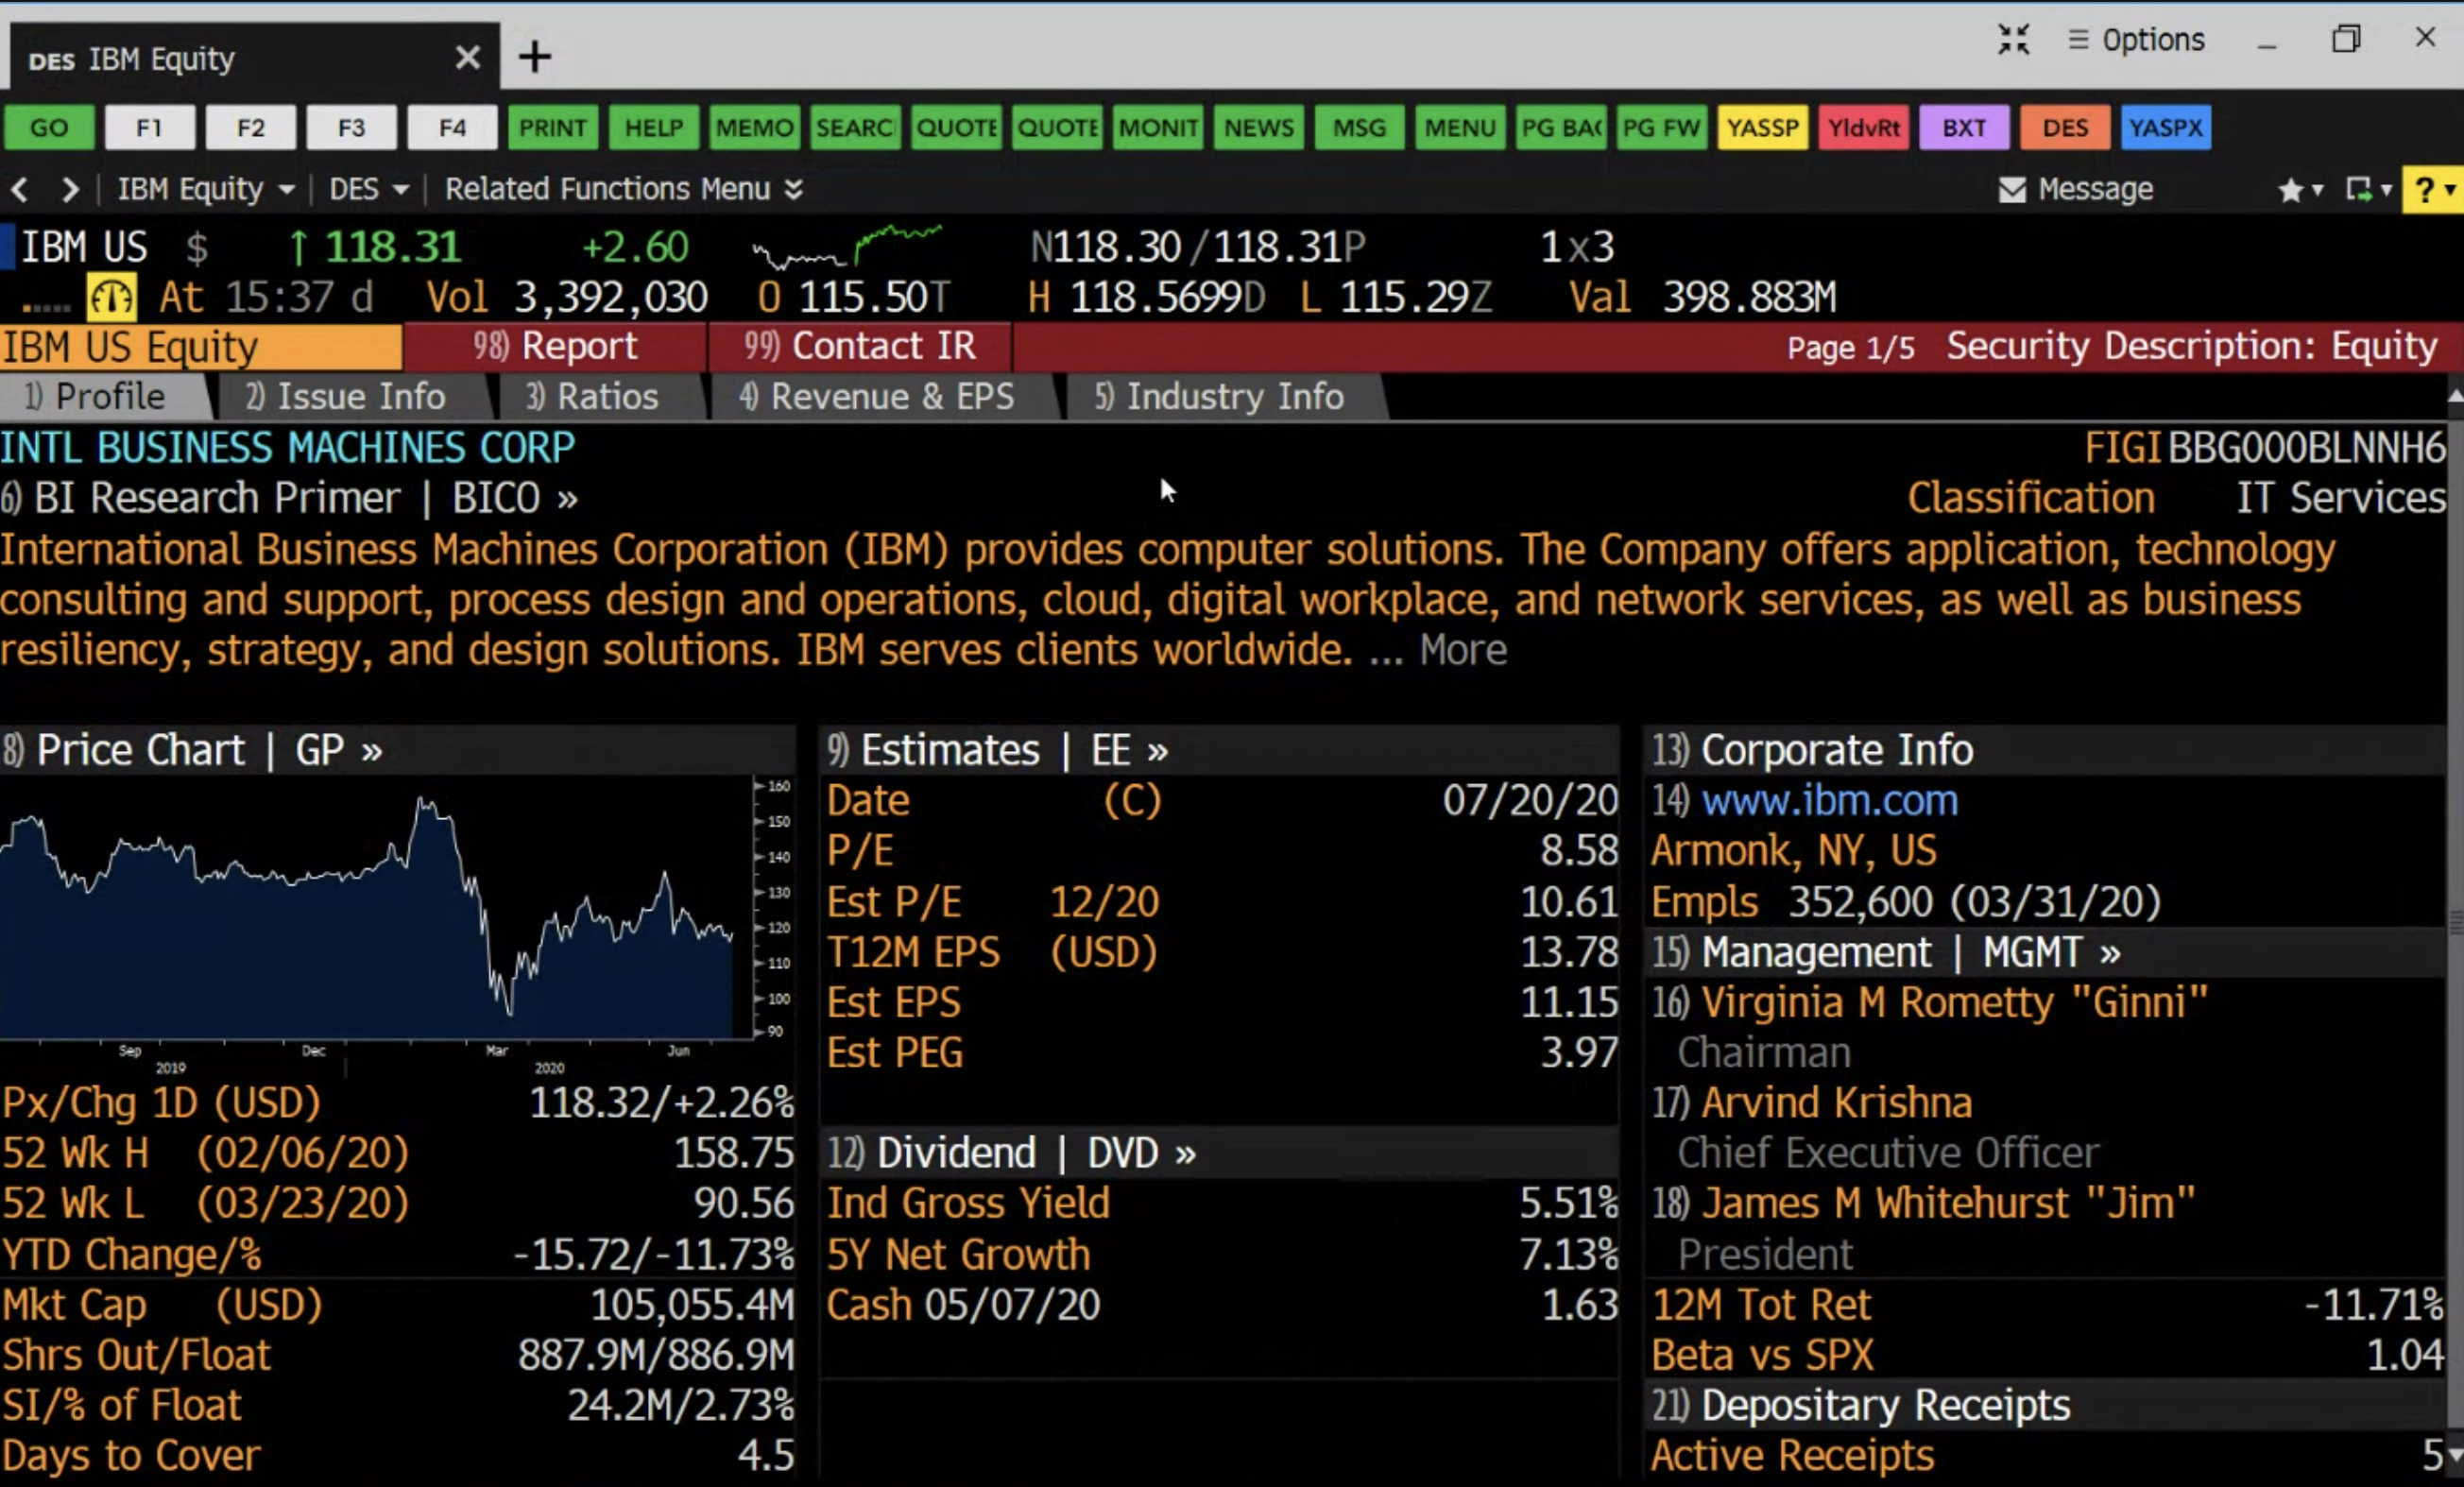 DES IBM Equity
Options
GO F1 F2 F3 F4 PRINT HELP MEMO SEARC QUOTE QUOTE MONIT NEWS MSG MENU PG BAC PG FW YASSP YldvRt BXT DES YASPX
IBM Equity DES Related Functions Menu Message ?
IBM US $ ↑ 118.31 +2.60 N118.30 / 118.31P 1x3
At 15:37 d Vol 3,392,030 O 115.50T H 118.5699D L 115.29Z Val 398.883M
IBM US Equity 98) Report 99) Contact IR Page 1/5 Security Description: Equity
1) Profile 2) Issue Info 3) Ratios 4) Revenue & EPS 5) Industry Info
INTL BUSINESS MACHINES CORP FIGI BBG000BLNNH6
6) BI Research Primer | BICO » Classification IT Services
International Business Machines Corporation (IBM) provides computer solutions. The Company offers application, technology
consulting and support, process design and operations, cloud, digital workplace, and network services, as well as business
resiliency, strategy, and design solutions. IBM serves clients worldwide. ... More
8) Price Chart | GP »
160
150
140
130
120
110
100
90
Sep Dec Mar Jun
2019 2020
Px/Chg 1D (USD) 118.32/+2.26%
52 Wk H (02/06/20) 158.75
52 Wk L (03/23/20) 90.56
YTD Change/% -15.72/-11.73%
Mkt Cap (USD) 105,055.4M
Shrs Out/Float 887.9M/886.9M
SI/% of Float 24.2M/2.73%
Days to Cover 4.5
9) Estimates | EE »
Date (C) 07/20/20
P/E 8.58
Est P/E 12/20 10.61
T12M EPS (USD) 13.78
Est EPS 11.15
Est PEG 3.97
12) Dividend | DVD »
Ind Gross Yield 5.51%
5Y Net Growth 7.13%
Cash 05/07/20 1.63
13) Corporate Info
14) www.ibm.com
Armonk, NY, US
Empls 352,600 (03/31/20)
15) Management | MGMT »
16) Virginia M Rometty "Ginni"
Chairman
17) Arvind Krishna
Chief Executive Officer
18) James M Whitehurst "Jim"
President
12M Tot Ret -11.71%
Beta vs SPX 1.04
21) Depositary Receipts
Active Receipts 5